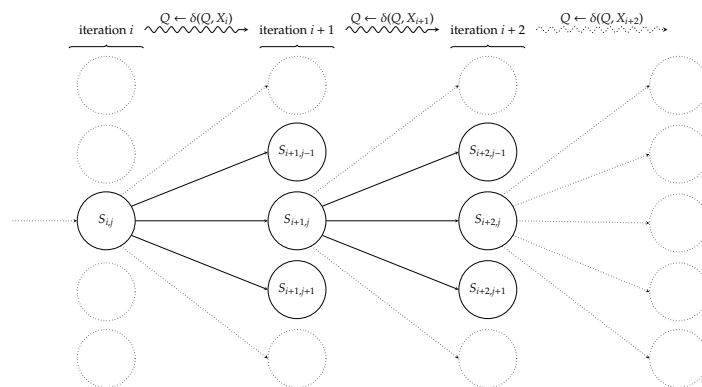 Q ← δ(Q, X_i)
Q ← δ(Q, X_{i+1})
Q ← δ(Q, X_{i+2})
iteration i
iteration i + 1
iteration i + 2
S_{i+1,j−1}
S_{i+2,j−1}
S_{i,j}
S_{i+1,j}
S_{i+2,j}
S_{i+1,j+1}
S_{i+2,j+1}